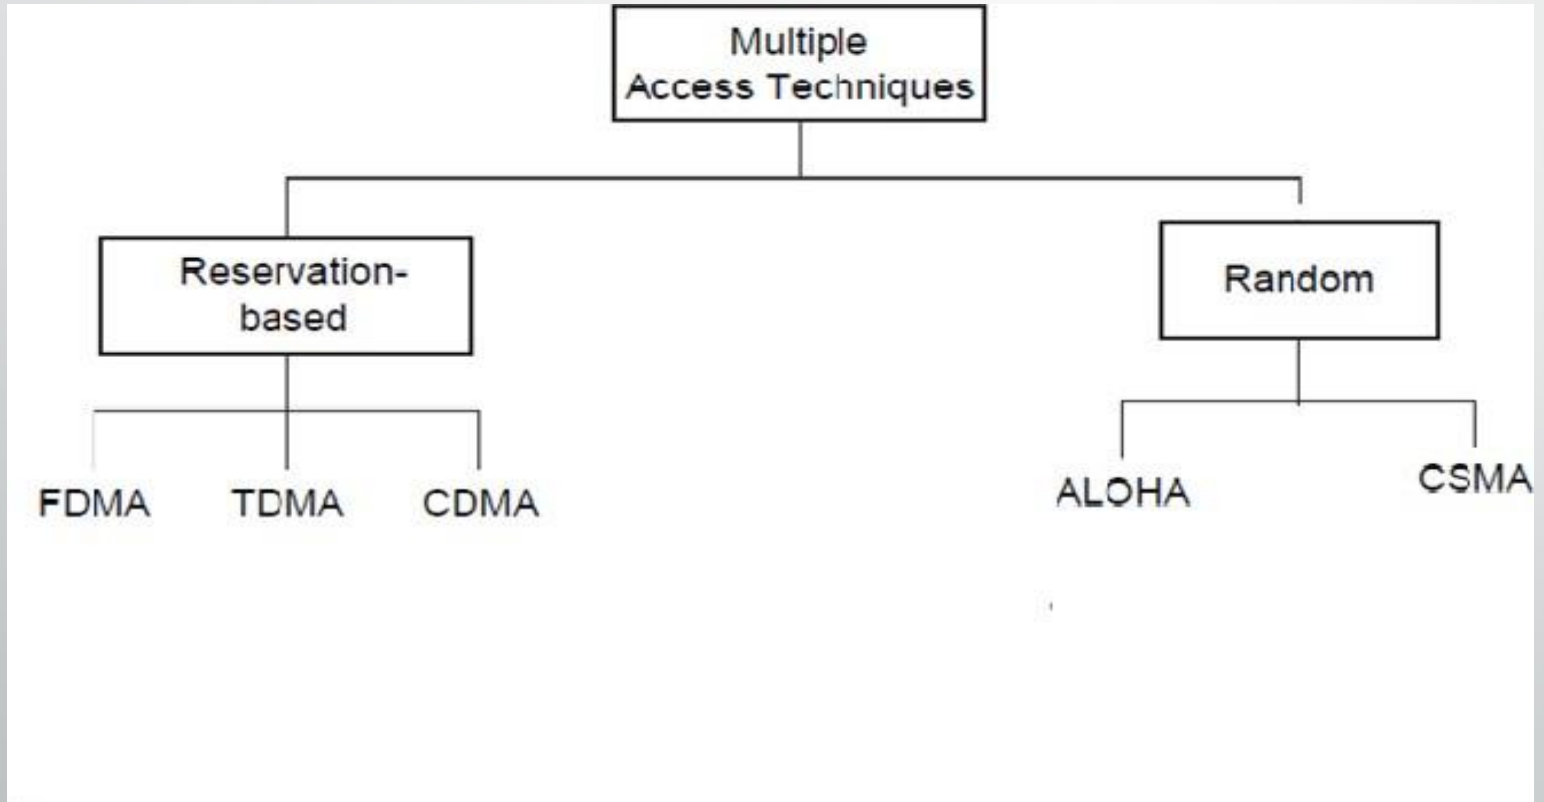 Multiple
Access Techniques
Reservation-
based
Random
FDMA TDMA CDMA
ALOHA
CSMA